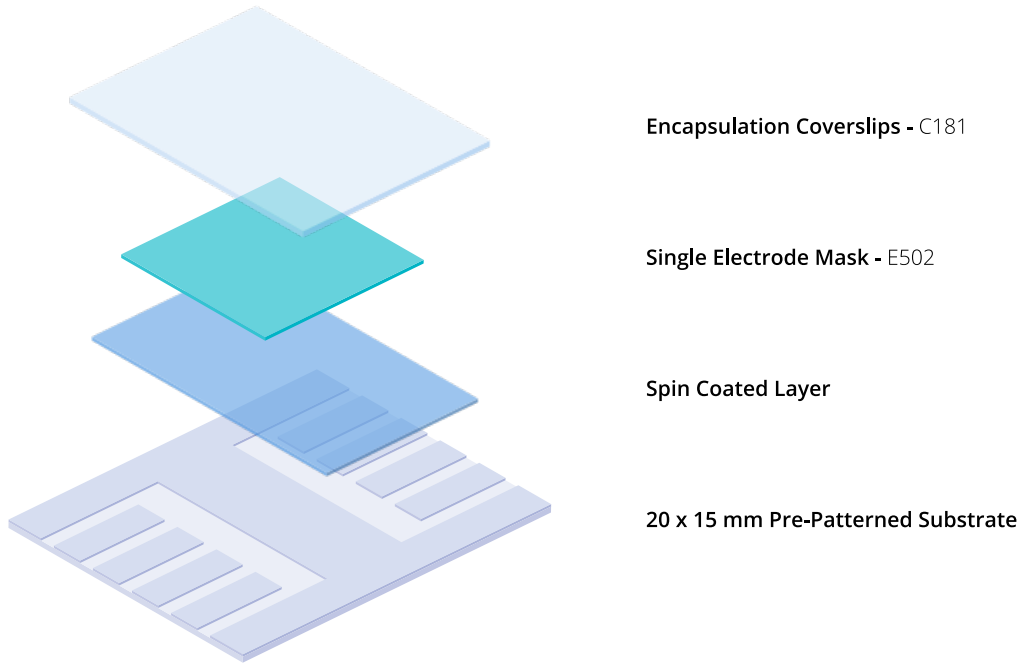 Encapsulation Coverslips - C181
Single Electrode Mask - E502
Spin Coated Layer
20 x 15 mm Pre-Patterned Substrate